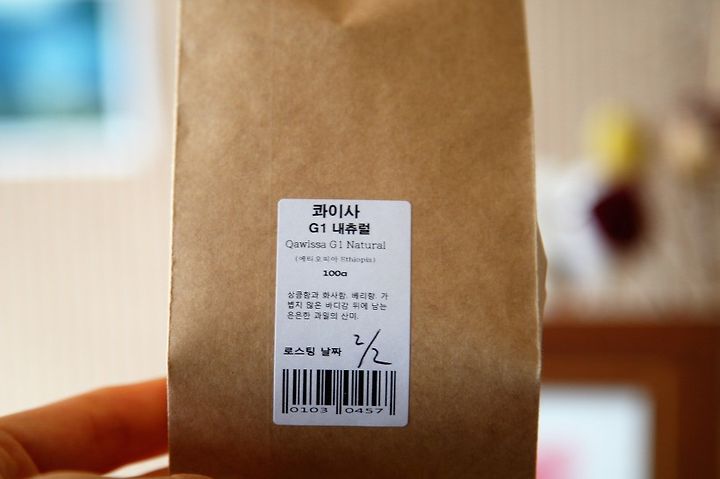 콰이사
G1 내츄럴
Qawissa G1 Natural
(에티오피아 Ethiopia)
100g
상큼함과 화사함. 베리향. 가
볍지 않은 바디감 뒤에 남는
은은한 과일의 산미.
로스팅 날짜 2/2
0103 0457